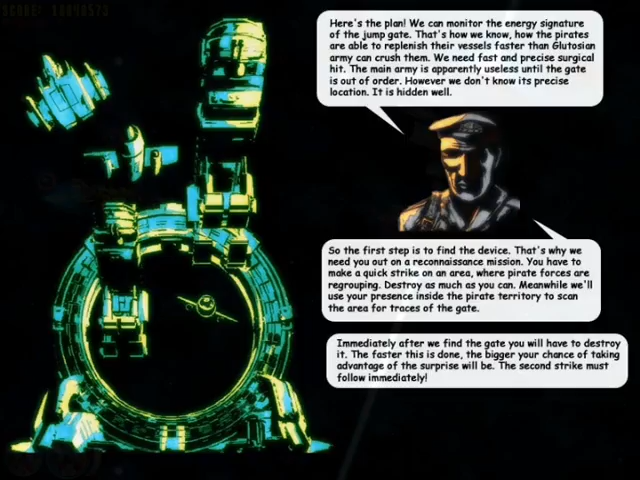 Here's the plan! We can monitor the energy signature
of the jump gate. That's how we know, how the pirates
are able to replenish their vessels faster than Glutosian
army can crush them. We need fast and precise surgical
hit. The main army is apparently useless until the gate
is out of order. However we don't know its precise
location. It is hidden well.
So the first step is to find the device. That's why we
need you out on a reconnaissance mission. You have to
make a quick strike on an area, where pirate forces are
regrouping. Destroy as much as you can. Meanwhile we'll
use your presence inside the pirate territory to scan
the area for traces of the gate.
Immediately after we find the gate you will have to destroy
it. The faster this is done, the bigger your chance of taking
advantage of the surprise will be. The second strike must
follow immediately!